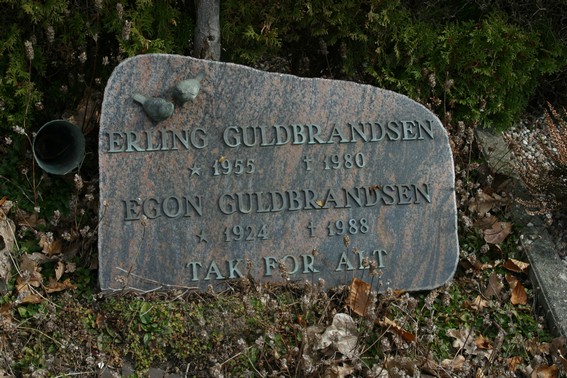 ERLING GULDBRANDSEN
★ 1955 † 1980
EGON GULDBRANDSEN
★ 1924 † 1988
TAK FOR ALT